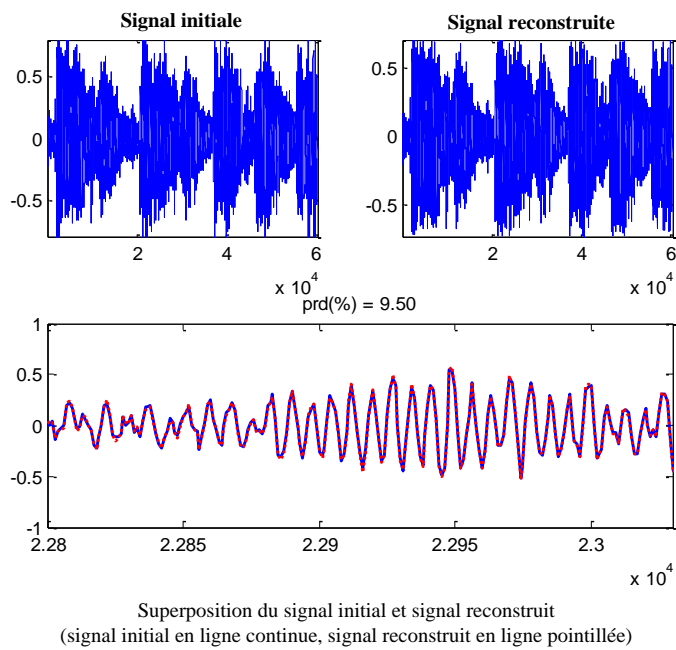 Signal initiale
Signal reconstruite
0.5
0
-0.5
2
4
6
x 10^4
0.5
0
-0.5
2
4
6
x 10^4
prd(%) = 9.50
1
0.5
0
-0.5
-1
2.28
2.285
2.29
2.295
2.3
x 10^4
Superposition du signal initial et signal reconstruit
(signal initial en ligne continue, signal reconstruit en ligne pointillée)